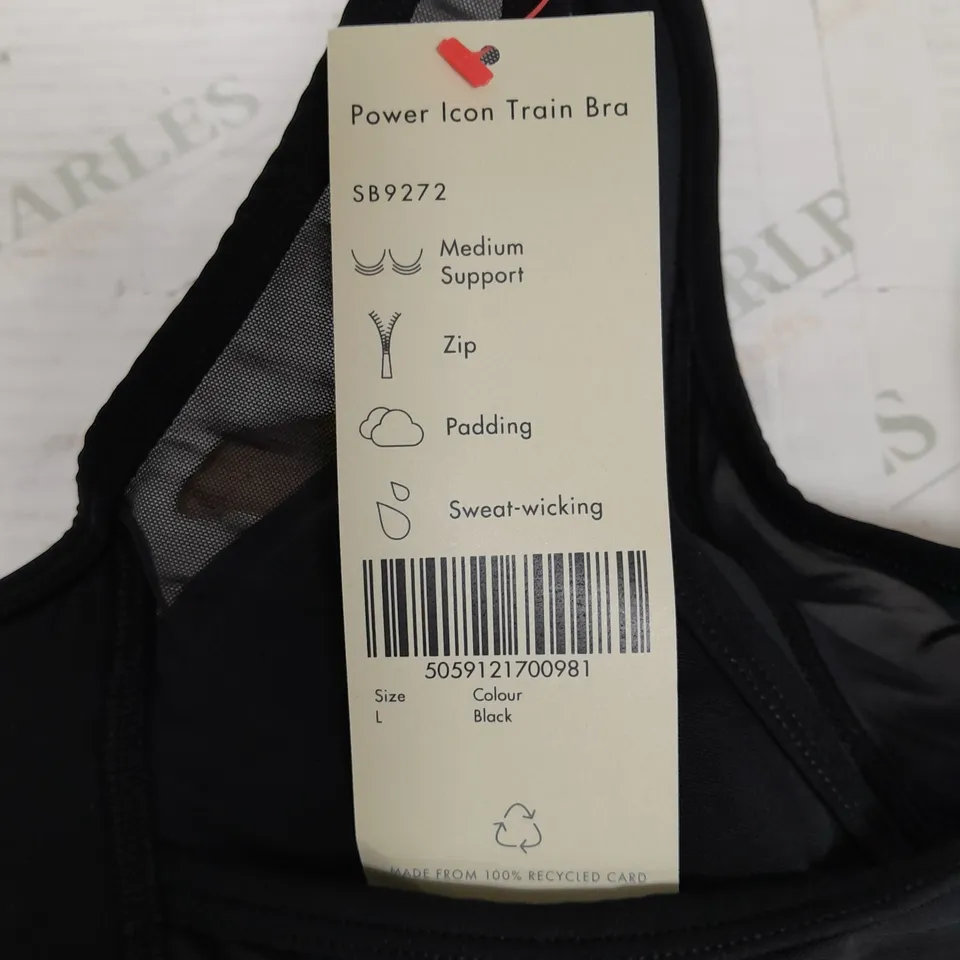 Power Icon Train Bra
SB9272
Medium
Support
Zip
Padding
Sweat-wicking
5059121700981
Size Colour
L Black
MADE FROM 100% RECYCLED CARD